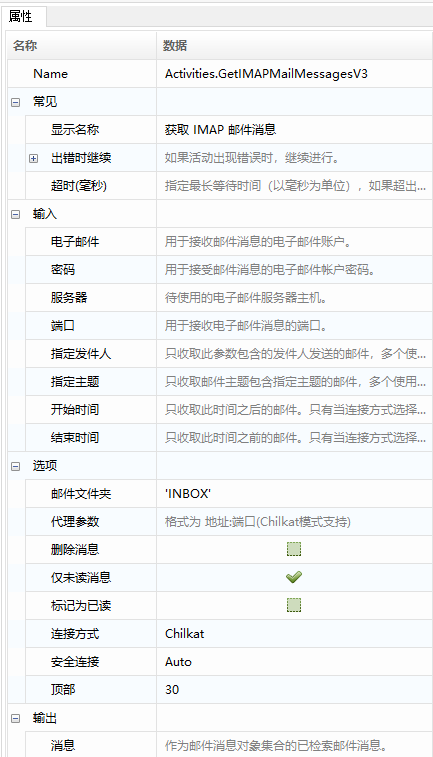 属性
名称 数据
Name Activities.GetIMAPMailMessagesV3
常见
显示名称 获取 IMAP 邮件消息
出错时继续 如果活动出现错误时，继续进行。
超时(毫秒) 指定最长等待时间（以毫秒为单位），如果超出...
输入
电子邮件 用于接收邮件消息的电子邮件账户。
密码 用于接受邮件消息的电子邮件帐户密码。
服务器 待使用的电子邮件服务器主机。
端口 用于接收电子邮件消息的端口。
指定发件人 只收取此参数包含的发件人发送的邮件，多个使...
指定主题 只收取邮件主题包含指定主题的邮件，多个使用...
开始时间 只收取此时间之后的邮件。只有当连接方式选择...
结束时间 只收取此时间之前的邮件。只有当连接方式选择...
选项
邮件文件夹 'INBOX'
代理参数 格式为 地址:端口(Chilkat模式支持)
删除消息
仅未读消息
标记为已读
连接方式 Chilkat
安全连接 Auto
顶部 30
输出
消息 作为邮件消息对象集合的已检索邮件消息。